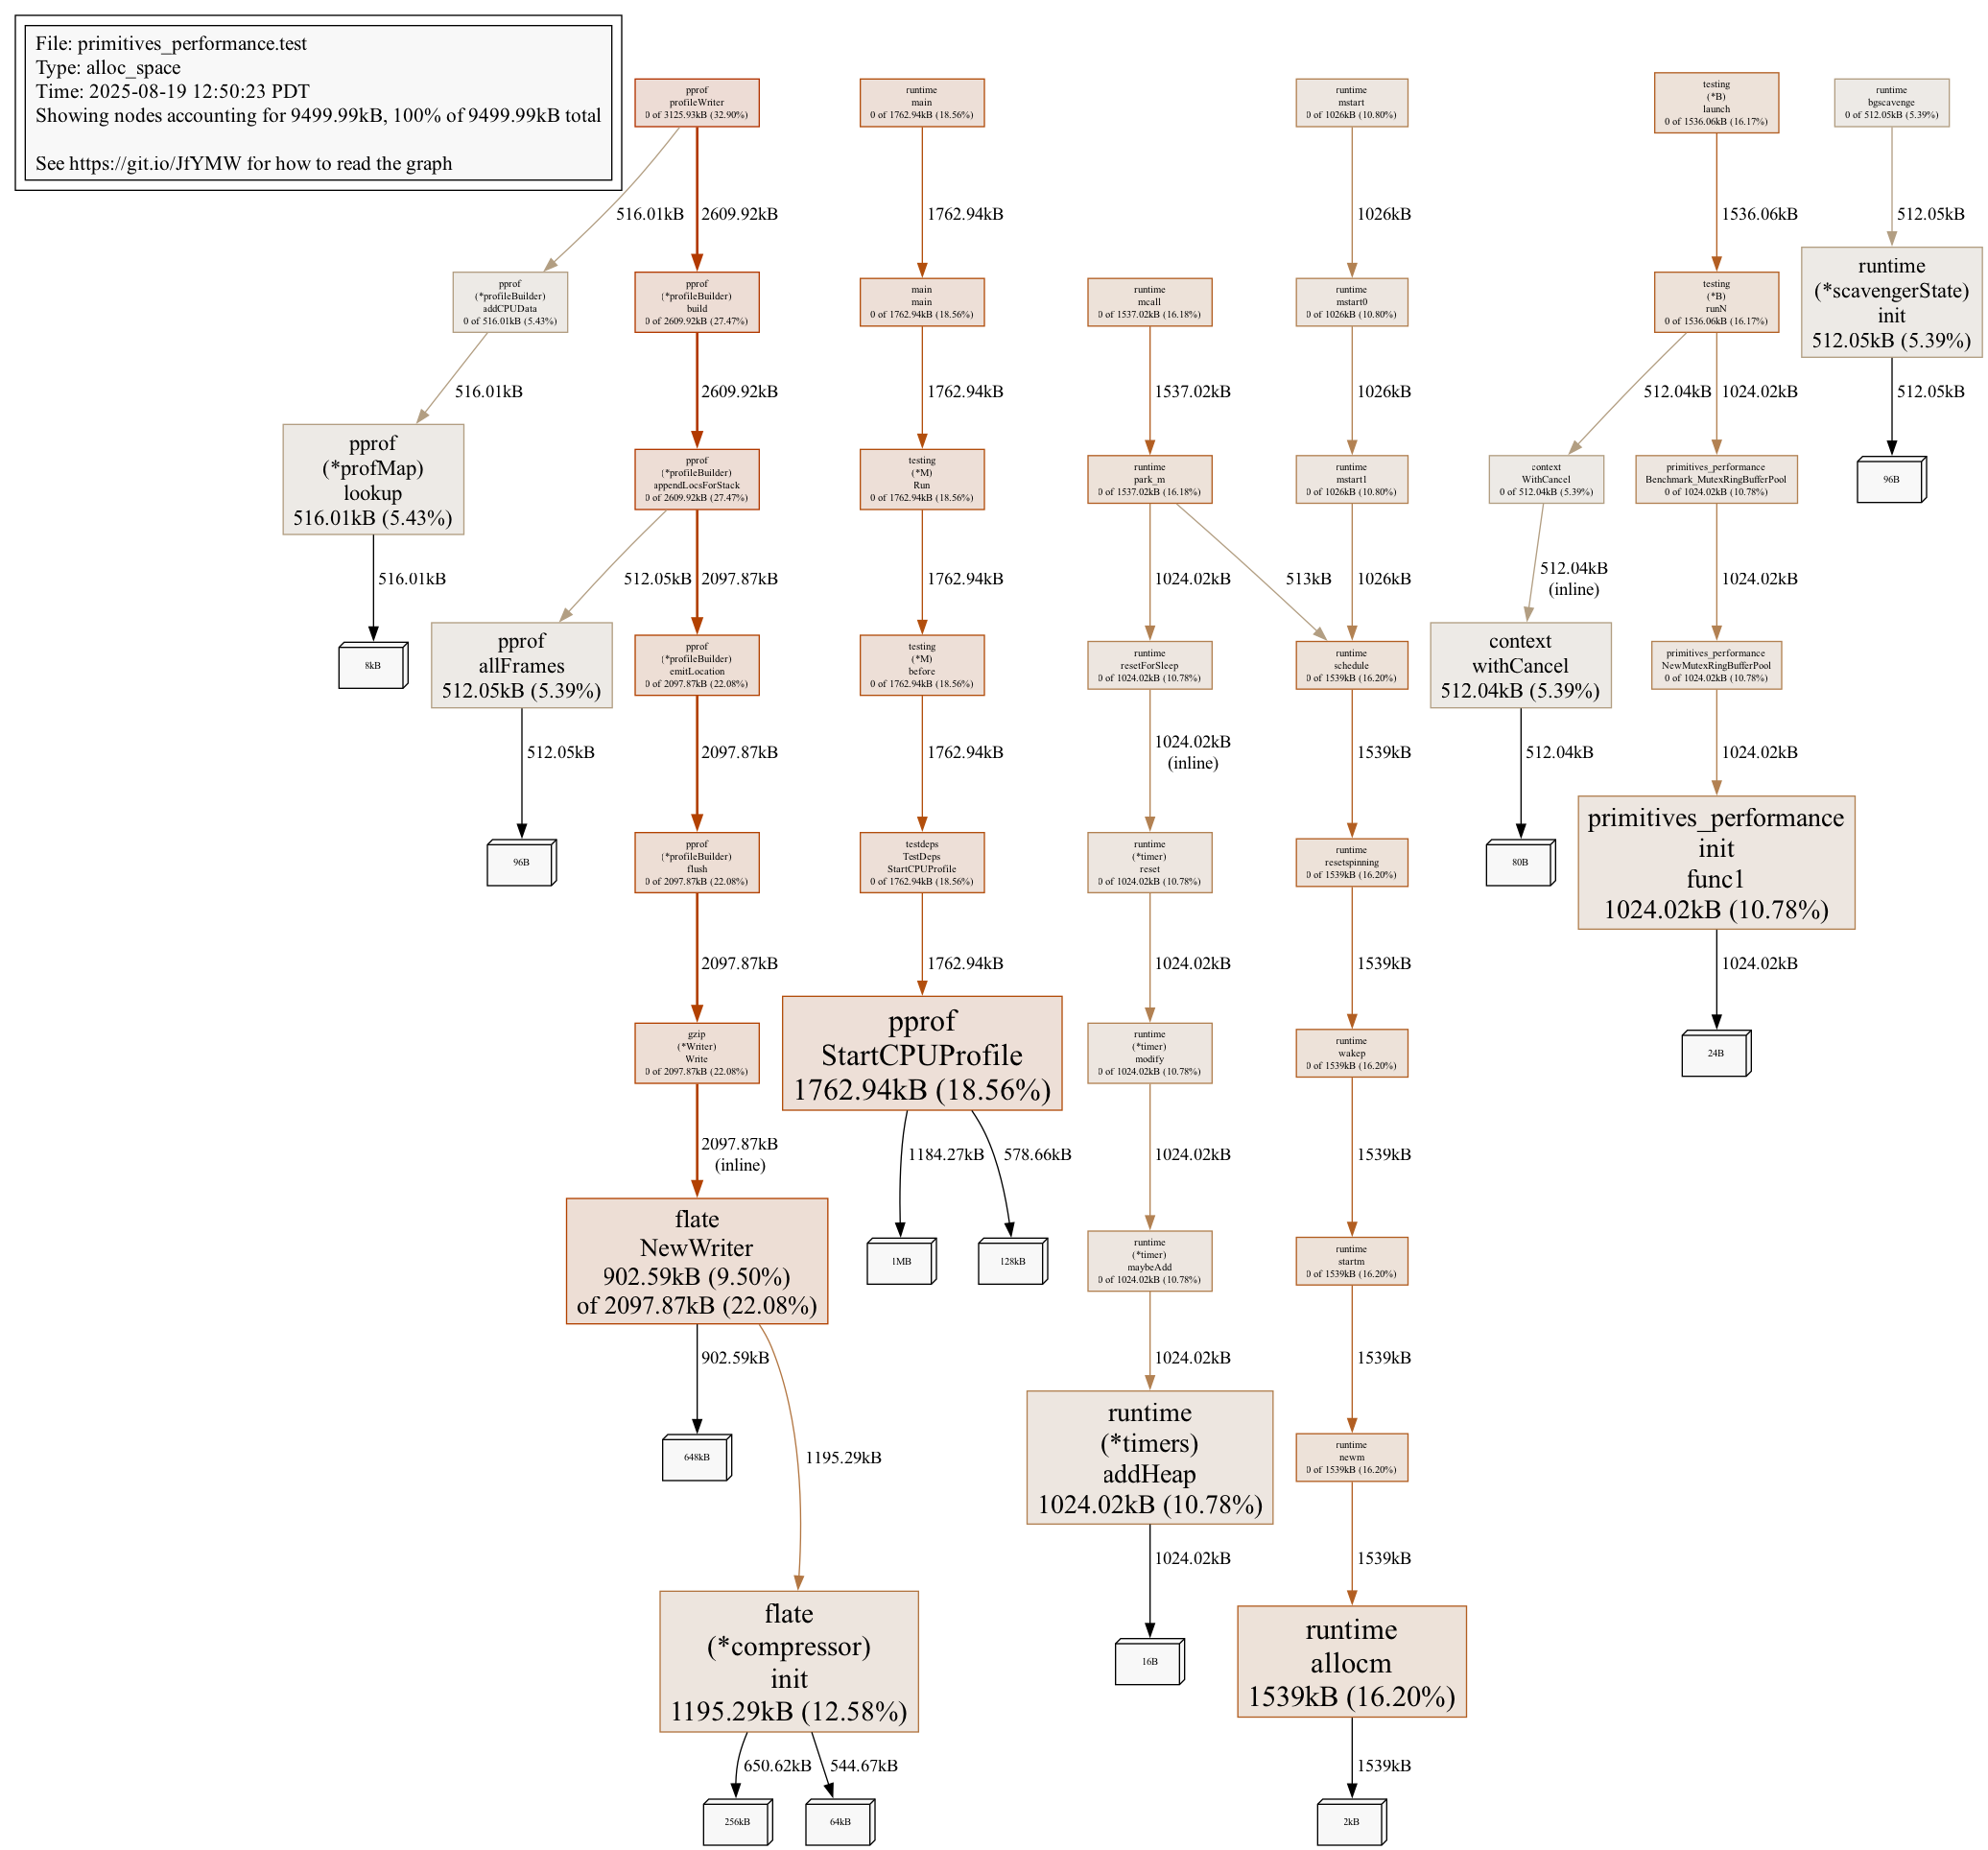 File: primitives_performance.test
Type: alloc_space
Time: 2025-08-19 12:50:23 PDT
Showing nodes accounting for 9499.99kB, 100% of 9499.99kB total
See https://git.io/JfYMW for how to read the graph
pprof
profileWriter
0 of 3125.93kB (32.90%)
runtime
main
0 of 1762.94kB (18.56%)
runtime
mstart
0 of 1026kB (10.80%)
testing
(*B)
launch
0 of 1536.06kB (16.17%)
runtime
bgscavenge
0 of 512.05kB (5.39%)
516.01kB
2609.92kB
1762.94kB
1026kB
1536.06kB
512.05kB
pprof
(*profileBuilder)
addCPUData
0 of 516.01kB (5.43%)
pprof
(*profileBuilder)
build
0 of 2609.92kB (27.47%)
main
main
0 of 1762.94kB (18.56%)
runtime
mcall
0 of 1537.02kB (16.18%)
runtime
mstart0
0 of 1026kB (10.80%)
testing
(*B)
runN
0 of 1536.06kB (16.17%)
runtime
(*scavengerState)
init
512.05kB (5.39%)
516.01kB
2609.92kB
1762.94kB
1537.02kB
1026kB
512.04kB
1024.02kB
512.05kB
pprof
(*profMap)
lookup
516.01kB (5.43%)
pprof
(*profileBuilder)
appendLocsForStack
0 of 2609.92kB (27.47%)
testing
(*M)
Run
0 of 1762.94kB (18.56%)
runtime
park_m
0 of 1537.02kB (16.18%)
runtime
mstart1
0 of 1026kB (10.80%)
context
WithCancel
0 of 512.04kB (5.39%)
primitives_performance
Benchmark_MutexRingBufferPool
0 of 1024.02kB (10.78%)
96B
516.01kB
512.05kB
2097.87kB
1762.94kB
1024.02kB
513kB
1026kB
512.04kB
(inline)
1024.02kB
8kB
pprof
allFrames
512.05kB (5.39%)
pprof
(*profileBuilder)
emitLocation
0 of 2097.87kB (22.08%)
testing
(*M)
before
0 of 1762.94kB (18.56%)
runtime
resetForSleep
0 of 1024.02kB (10.78%)
runtime
schedule
0 of 1539kB (16.20%)
context
withCancel
512.04kB (5.39%)
primitives_performance
NewMutexRingBufferPool
0 of 1024.02kB (10.78%)
512.05kB
2097.87kB
1762.94kB
1024.02kB
(inline)
1539kB
512.04kB
1024.02kB
96B
pprof
(*profileBuilder)
flush
0 of 2097.87kB (22.08%)
testdeps
TestDeps
StartCPUProfile
0 of 1762.94kB (18.56%)
runtime
(*timer)
reset
0 of 1024.02kB (10.78%)
runtime
resetspinning
0 of 1539kB (16.20%)
80B
primitives_performance
init
func1
1024.02kB (10.78%)
2097.87kB
1762.94kB
1024.02kB
1539kB
1024.02kB
gzip
(*Writer)
Write
0 of 2097.87kB (22.08%)
pprof
StartCPUProfile
1762.94kB (18.56%)
runtime
(*timer)
modify
0 of 1024.02kB (10.78%)
runtime
wakep
0 of 1539kB (16.20%)
24B
2097.87kB
(inline)
1184.27kB
578.66kB
1024.02kB
1539kB
flate
NewWriter
902.59kB (9.50%)
of 2097.87kB (22.08%)
1MB
128kB
runtime
(*timer)
maybeAdd
0 of 1024.02kB (10.78%)
runtime
startm
0 of 1539kB (16.20%)
902.59kB
1195.29kB
1024.02kB
1539kB
648kB
runtime
(*timers)
addHeap
1024.02kB (10.78%)
runtime
newm
0 of 1539kB (16.20%)
1024.02kB
1539kB
flate
(*compressor)
init
1195.29kB (12.58%)
16B
runtime
allocm
1539kB (16.20%)
650.62kB
544.67kB
1539kB
256kB
64kB
2kB